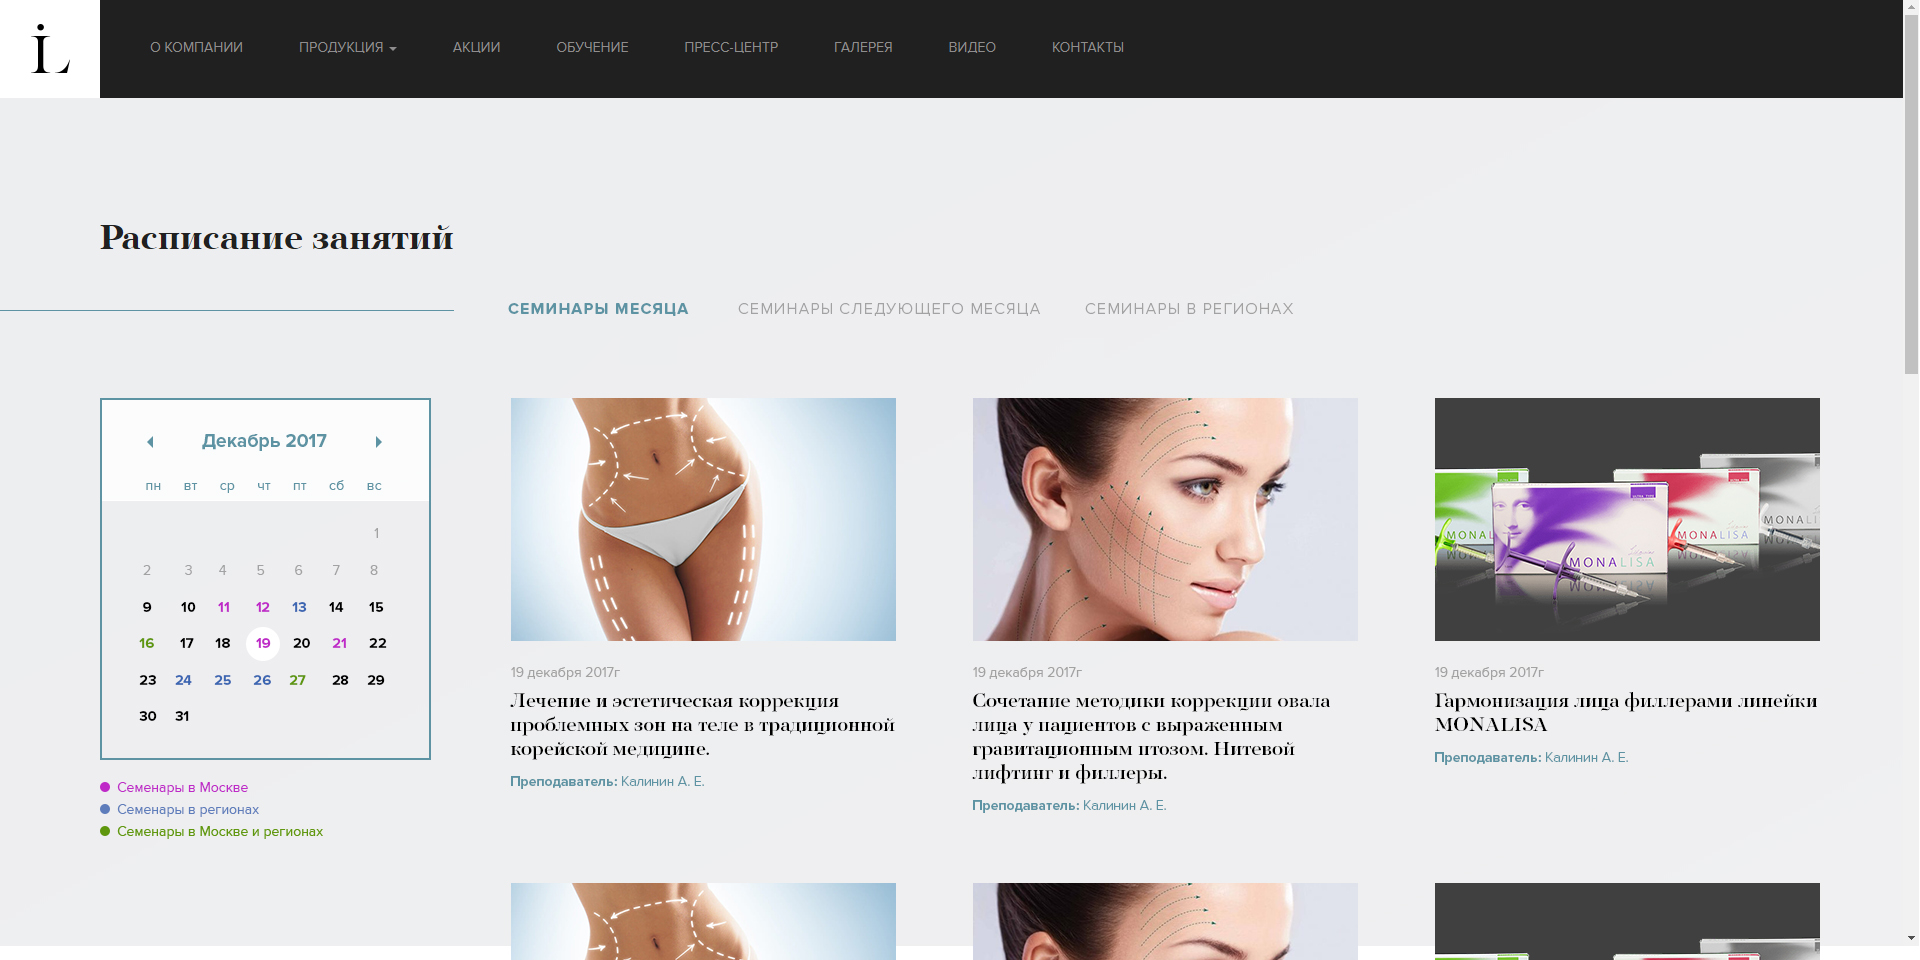 iL
О КОМПАНИИ ПРОДУКЦИЯ АКЦИИ ОБУЧЕНИЕ ПРЕСС-ЦЕНТР ГАЛЕРЕЯ ВИДЕО КОНТАКТЫ
Расписание занятий
СЕМИНАРЫ МЕСЯЦА СЕМИНАРЫ СЛЕДУЮЩЕГО МЕСЯЦА СЕМИНАРЫ В РЕГИОНАХ
Декабрь 2017
пн вт ср чт пт сб вс
1
2 3 4 5 6 7 8
9 10 11 12 13 14 15
16 17 18 19 20 21 22
23 24 25 26 27 28 29
30 31
Семенары в Москве
Семенары в регионах
Семенары в Москве и регионах
19 декабря 2017г
Лечение и эстетическая коррекция
проблемных зон на теле в традиционной
корейской медицине.
Преподаватель: Калинин А. Е.
19 декабря 2017г
Сочетание методики коррекции овала
лица у пациентов с выраженным
гравитационным птозом. Нитевой
лифтинг и филлеры.
Преподаватель: Калинин А. Е.
MONALISA
MONALISA
19 декабря 2017г
Гармонизация лица филлерами линейки
MONALISA
Преподаватель: Калинин А. Е.